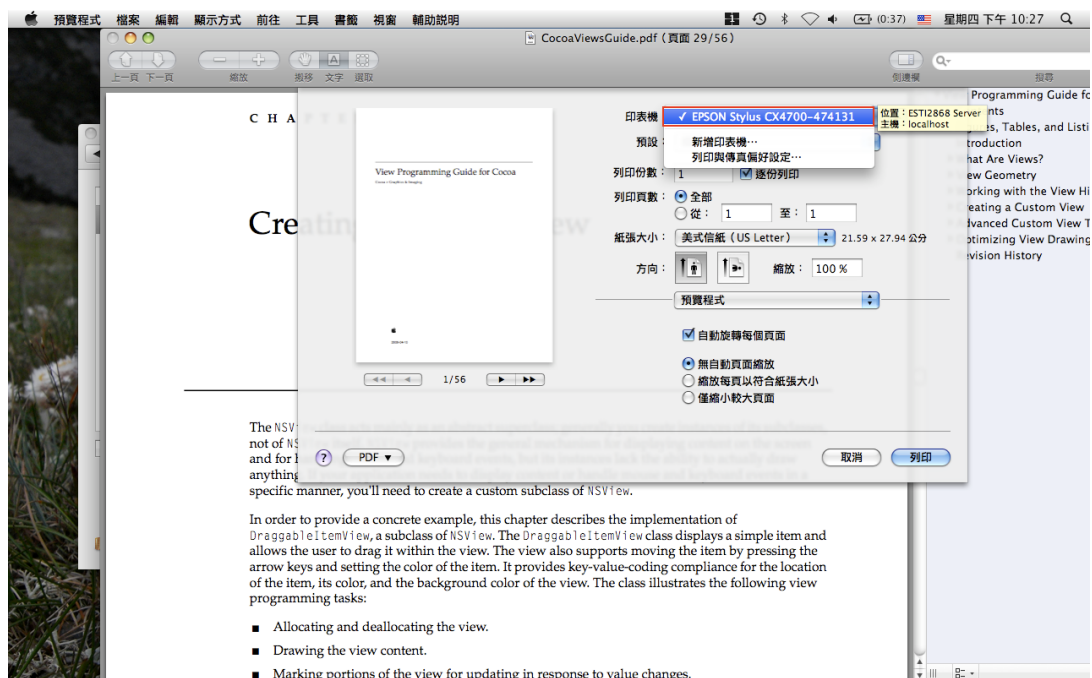 預覽程式 檔案 編輯 顯示方式 前往 工具 書籤 視窗 輔助說明 (0:37) 星期四 下午 10:27
CocoaViewsGuide.pdf（頁面 29/56）
上一頁 下一頁 縮放 搬移 文字 選取 側邊欄 搜尋
C H A P T E R
Creating
印表機
✓ EPSON Stylus CX4700-474131
新增印表機…
列印與傳真偏好設定…
位置：ESTI2868 Server
主機：localhost
預設：
列印份數： 1 逐份列印
列印頁數： 全部
從： 1 至： 1
紙張大小： 美式信紙（US Letter） 21.59 x 27.94 公分
方向： 縮放： 100 %
預覽程式
自動旋轉每個頁面
無自動頁面縮放
縮放每頁以符合紙張大小
僅縮小較大頁面
View Programming Guide for Cocoa
1/56
? PDF ▼ 取消 列印
Programming Guide fo
es, Tables, and Listi
troduction
hat Are Views?
ew Geometry
orking with the View Hi
eating a Custom View
dvanced Custom View T
ptimizing View Drawing
evision History
The NSV
not of NS
and for
anything
specific manner, you'll need to create a custom subclass of NSView.
In order to provide a concrete example, this chapter describes the implementation of
DraggableItemView, a subclass of NSView. The DraggableItemView class displays a simple item and
allows the user to drag it within the view. The view also supports moving the item by pressing the
arrow keys and setting the color of the item. It provides key-value-coding compliance for the location
of the item, its color, and the background color of the view. The class illustrates the following view
programming tasks:
■ Allocating and deallocating the view.
■ Drawing the view content.
■ Marking portions of the view for updating in response to value changes.